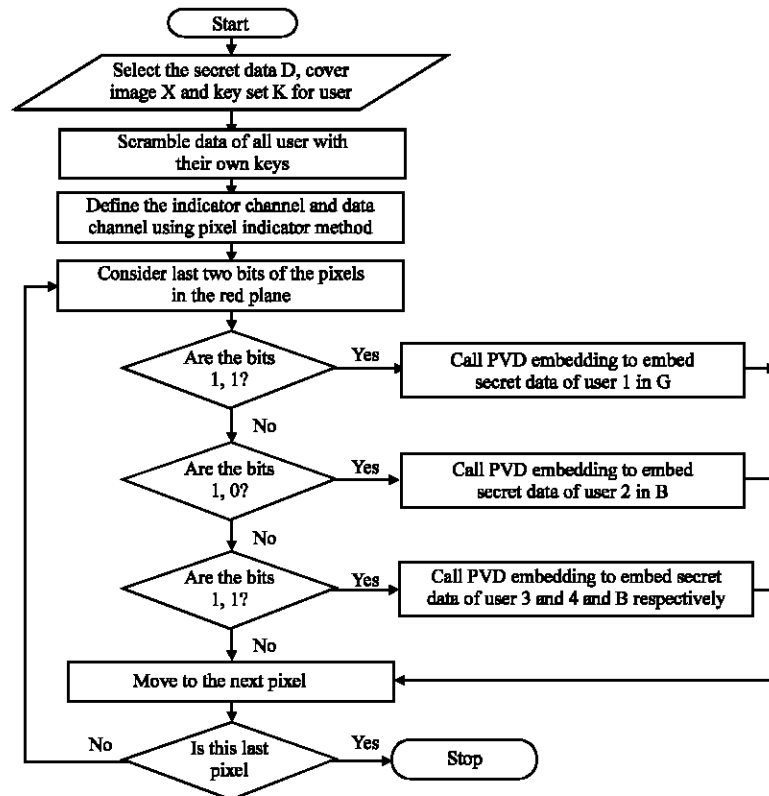 Start
Select the secret data D, cover
image X and key set K for user
Scramble data of all user with
their own keys
Define the indicator channel and data
channel using pixel indicator method
Consider last two bits of the pixels
in the red plane
Are the bits
1, 1?
Yes
Call PVD embedding to embed
secret data of user 1 in G
No
Are the bits
1, 0?
Yes
Call PVD embedding to embed
secret data of user 2 in B
No
Are the bits
1, 1?
Yes
Call PVD embedding to embed secret
data of user 3 and 4 and B respectively
No
Move to the next pixel
No
Is this last
pixel
Yes
Stop